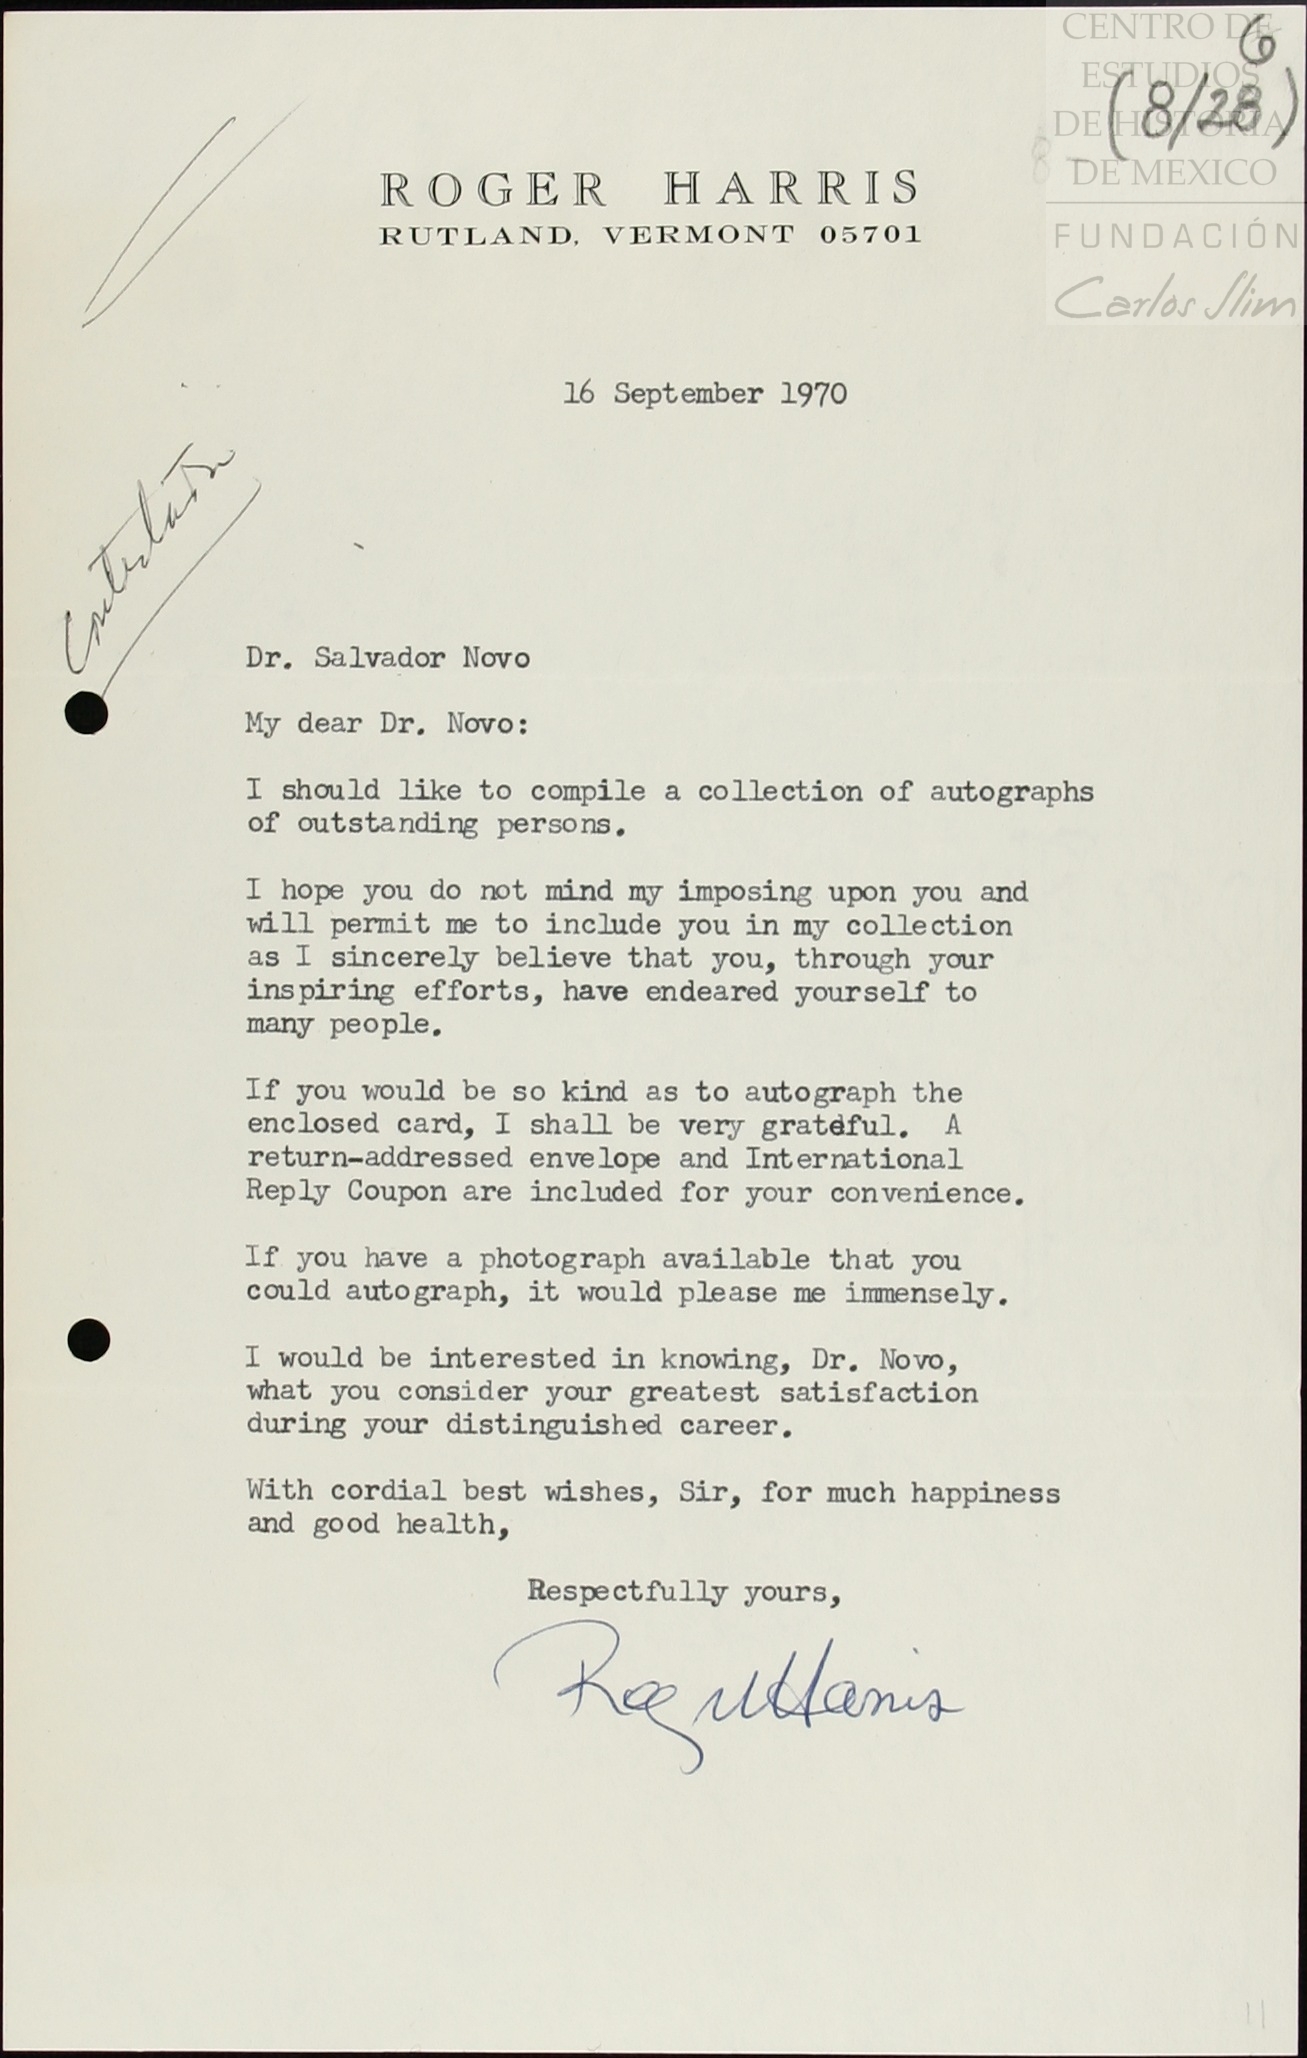 CENTRO DE
ESTUDIOS
DE HISTORIA
DE MEXICO
FUNDACIÓN
Carlos Slim
6
(8/28)
ROGER HARRIS
RUTLAND, VERMONT 05701
16 September 1970
Dr. Salvador Novo
My dear Dr. Novo:
I should like to compile a collection of autographs
of outstanding persons.
I hope you do not mind my imposing upon you and
will permit me to include you in my collection
as I sincerely believe that you, through your
inspiring efforts, have endeared yourself to
many people.
If you would be so kind as to autograph the
enclosed card, I shall be very grateful. A
return-addressed envelope and International
Reply Coupon are included for your convenience.
If you have a photograph available that you
could autograph, it would please me immensely.
I would be interested in knowing, Dr. Novo,
what you consider your greatest satisfaction
during your distinguished career.
With cordial best wishes, Sir, for much happiness
and good health,
Respectfully yours,
Roger Harris
11